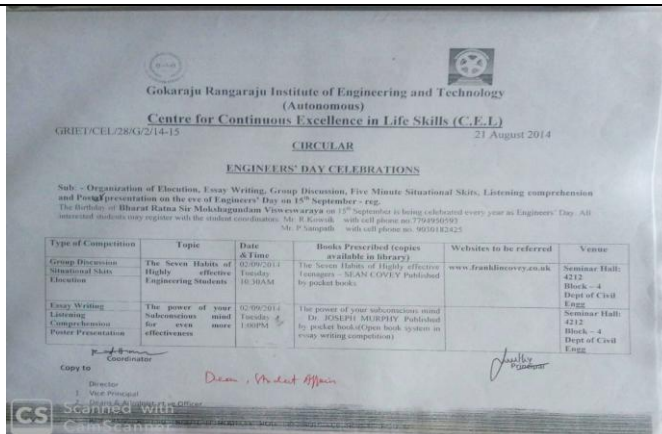 Gokaraju Rangaraju Institute of Engineering and Technology
(Autonomous)
Centre for Continuous Excellence in Life Skills (C.E.L)
GRIET/CEL/28/G/2/14-15
21 August 2014
CIRCULAR
ENGINEERS' DAY CELEBRATIONS
Sub. - Organization of Elocution, Essay Writing, Group Discussion, Five Minute Situational Skits, Listening comprehension
and Poster presentation on the eve of Engineers' Day on 15th September - reg.
The Birthday of Bharat Ratna Sir Mokshagundam Visweswaraya on 15th September is being celebrated every year as Engineers' Day. All
interested students may register with the student coordinators Mr. R.Kowsik with cell phone no.7794950593
Mr. P.Sampath with cell phone no. 9030182425
Type of Competition
Topic
Date
&Time
Books Prescribed (copies
available in library)
Websites to be referred
Venue
Group Discussion
Situational Skits
Elocution
The Seven Habits of
Highly effective
Engineering Students
02/09/2014
Tuesday
10:30AM
The Seven Habits of Highly effective
Teenagers - SEAN COVEY Published
by pocket books
www.franklincovey.co.uk
Seminar Hall:
4212
Block – 4
Dept of Civil
Engg
Essay Writing
Listening
Comprehension
Poster Presentation
The power of your
Subconscious mind
for even more
effectiveness
02/09/2014
Tuesday
1:00PM
The power of your subconscious mind
Dr. JOSEPH MURPHY Published
by pocket books(Open book system in
essay writing competition)
Seminar Hall:
4212
Block – 4
Dept of Civil
Engg
Coordinator
Copy to
Director
1. Vice Principal
2.
Dean, Student Affairs
CS Scanned with
CamScanner